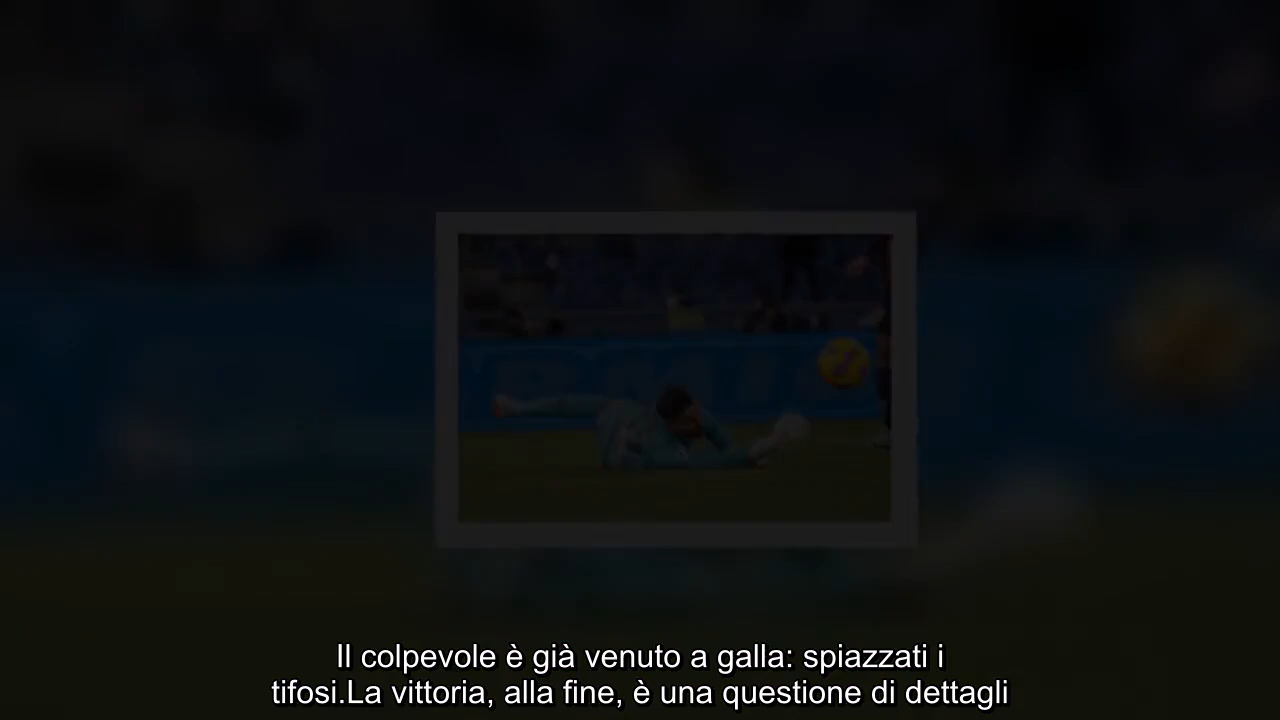 Il colpevole è già venuto a galla: spiazzati i
tifosi.La vittoria, alla fine, è una questione di dettagli